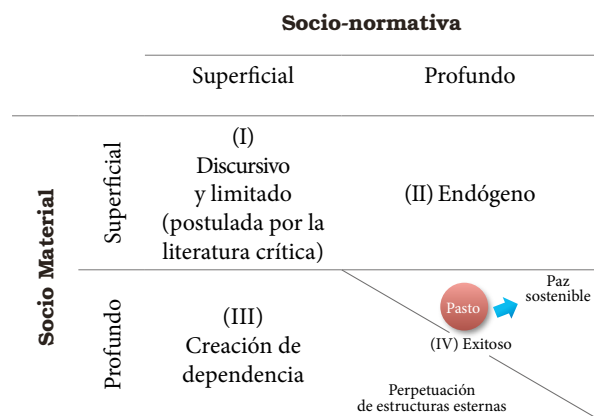 Socio-normativa
Superficial
Profundo
Socio Material
Superficial
(I)
Discursivo
y limitado
(postulada por la
literatura crítica)
(II) Endógeno
Profundo
(III)
Creación de
dependencia
Pasto
Paz
sostenible
(IV) Exitoso
Perpetuación
de estructuras esternas